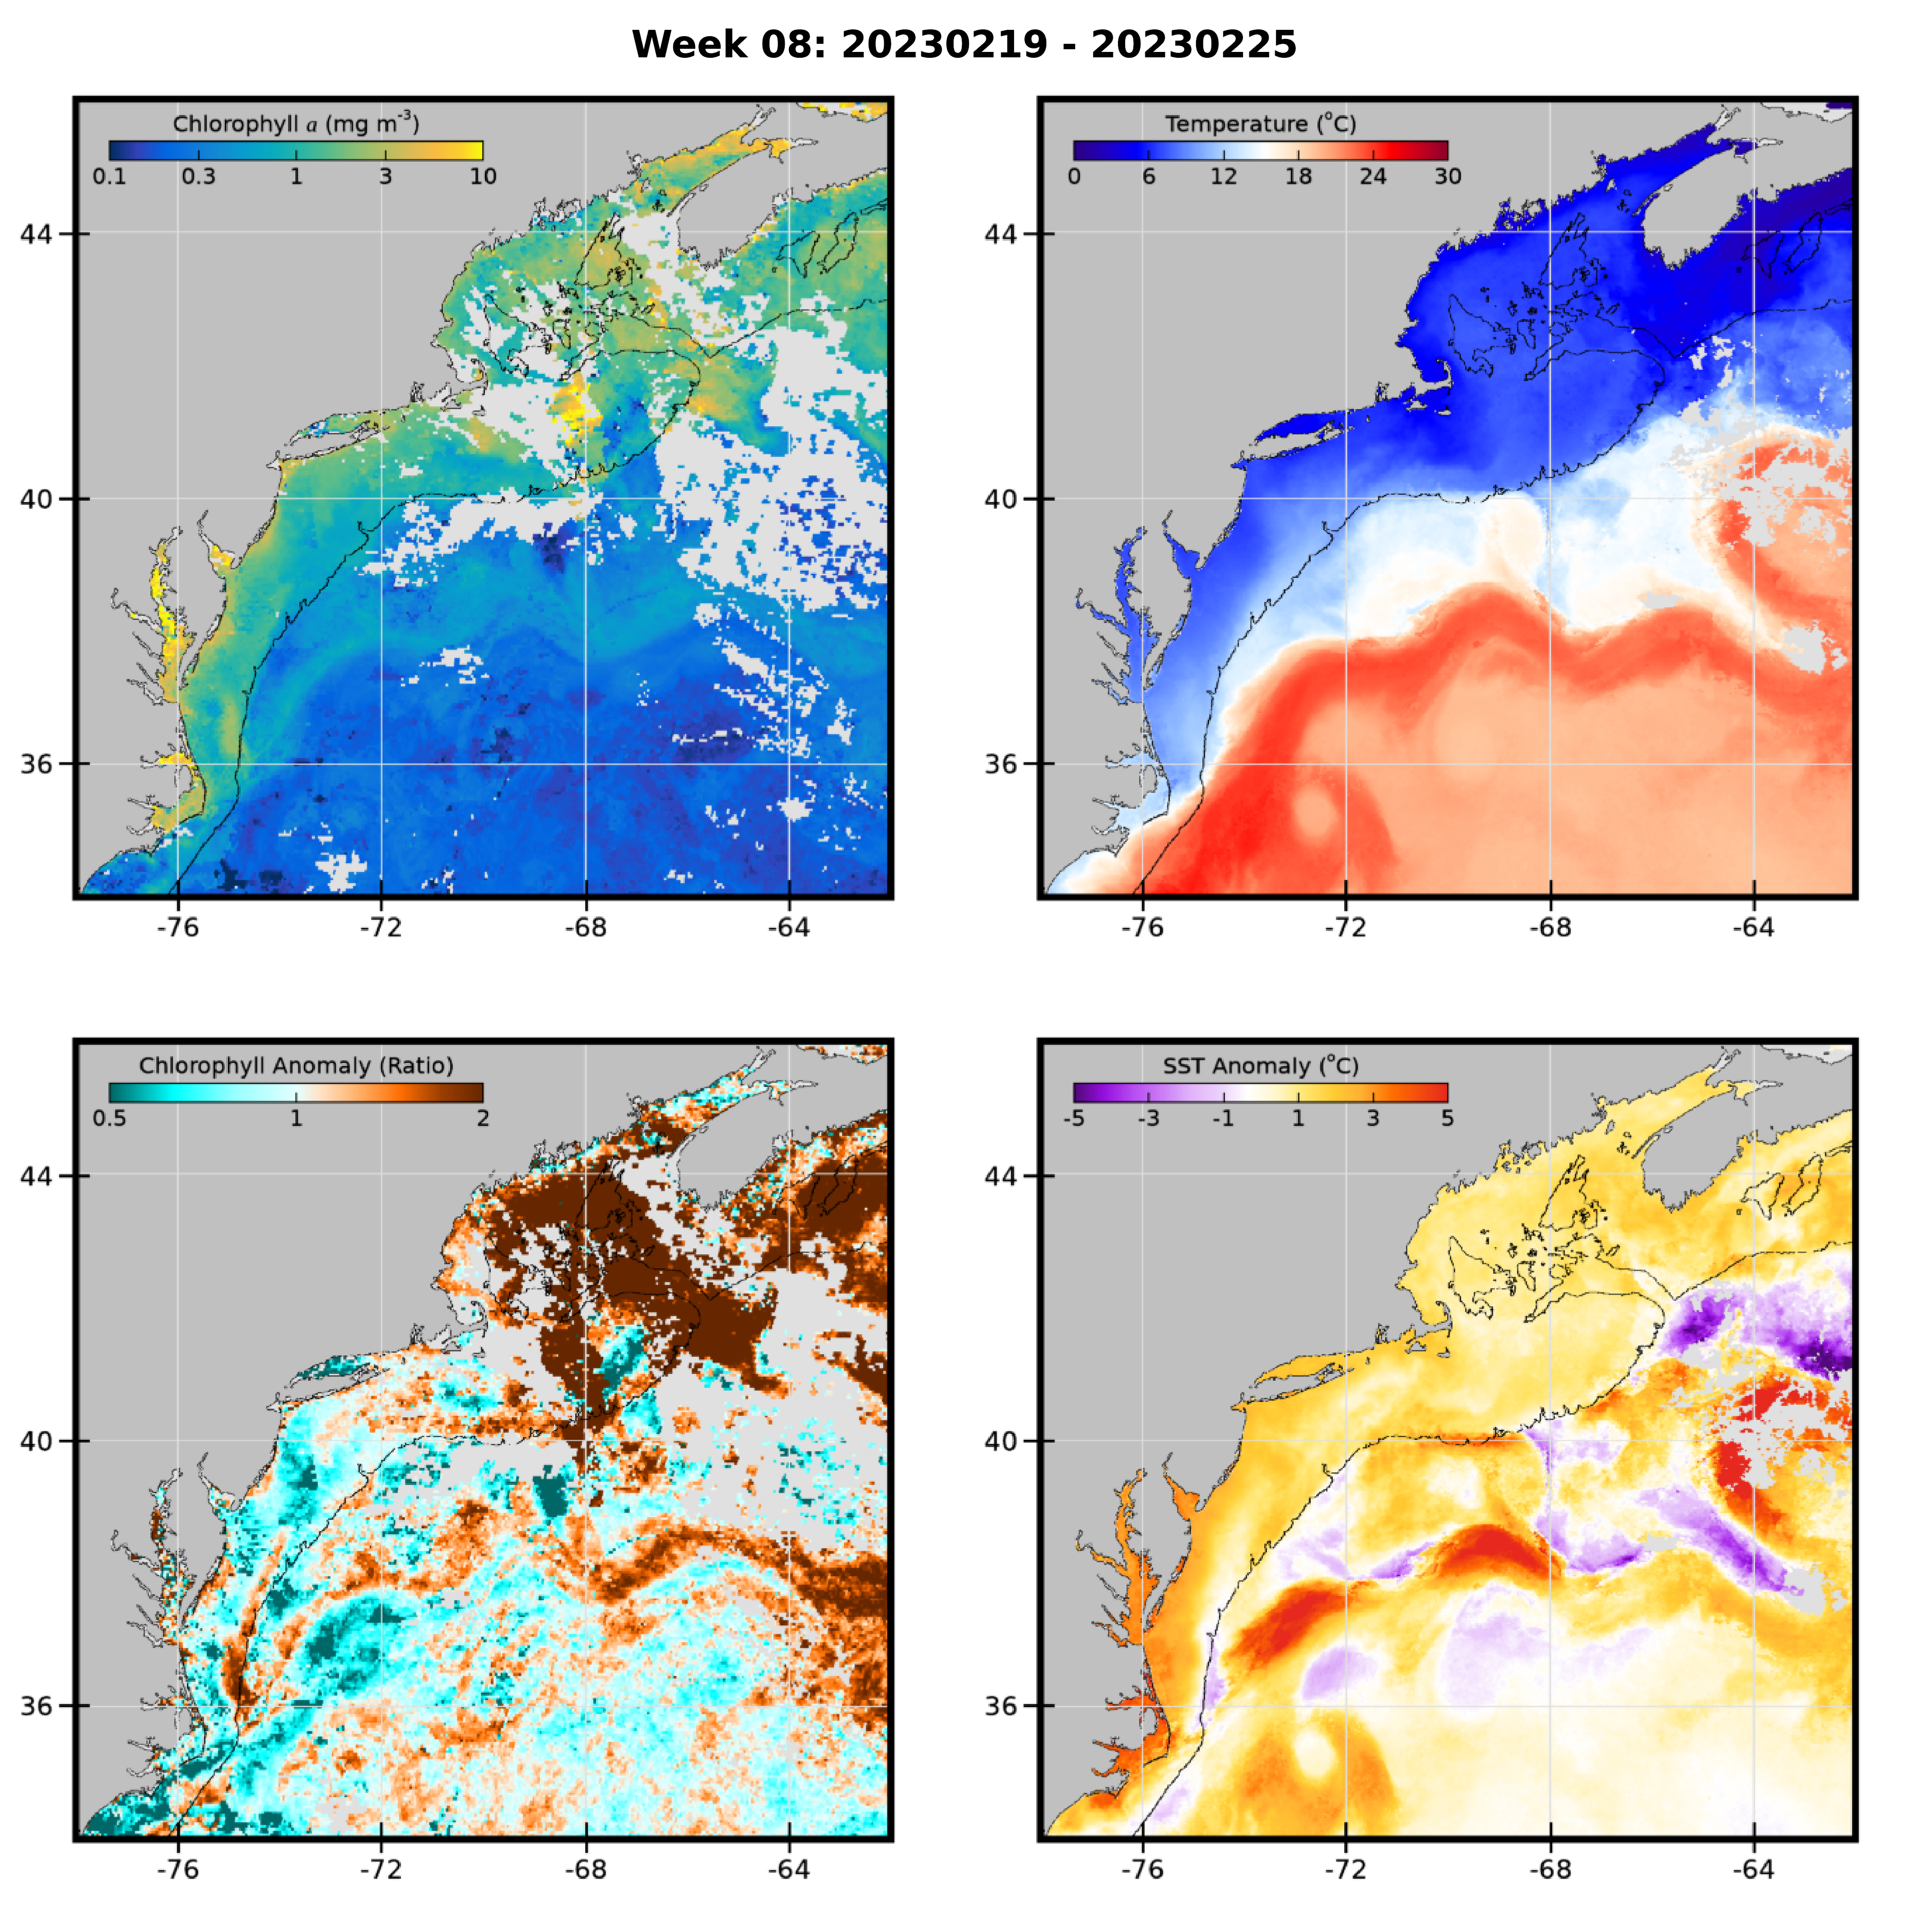 Week 08: 20230219 - 20230225
Chlorophyll a (mg m-3)
0.1 0.3 1 3 10
44
40
36
-76 -72 -68 -64
Temperature (°C)
0 6 12 18 24 30
44
40
36
-76 -72 -68 -64
Chlorophyll Anomaly (Ratio)
0.5 1 2
44
40
36
-76 -72 -68 -64
SST Anomaly (°C)
-5 -3 -1 1 3 5
44
40
36
-76 -72 -68 -64